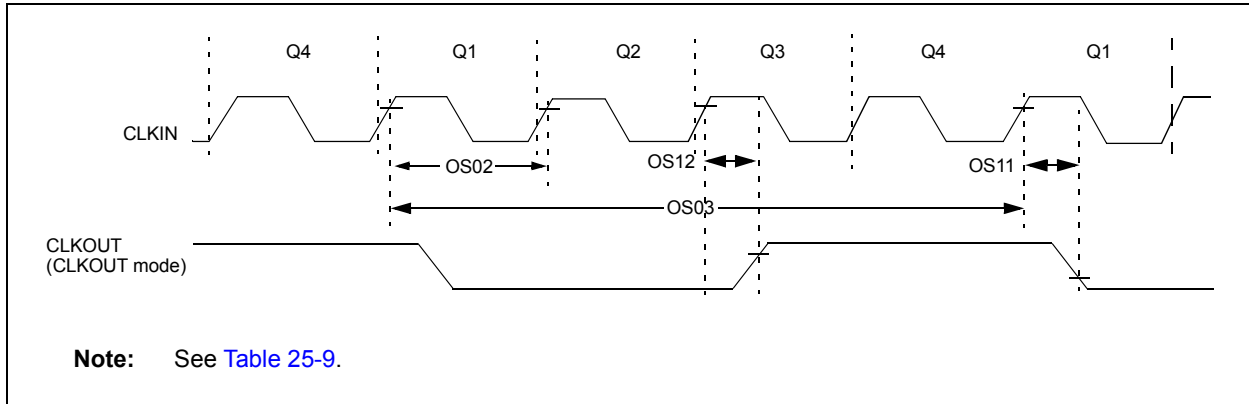 Q4 Q1 Q2 Q3 Q4 Q1
CLKIN
OS02 OS12 OS11
OS03
CLKOUT
(CLKOUT mode)
Note: See Table 25-9.